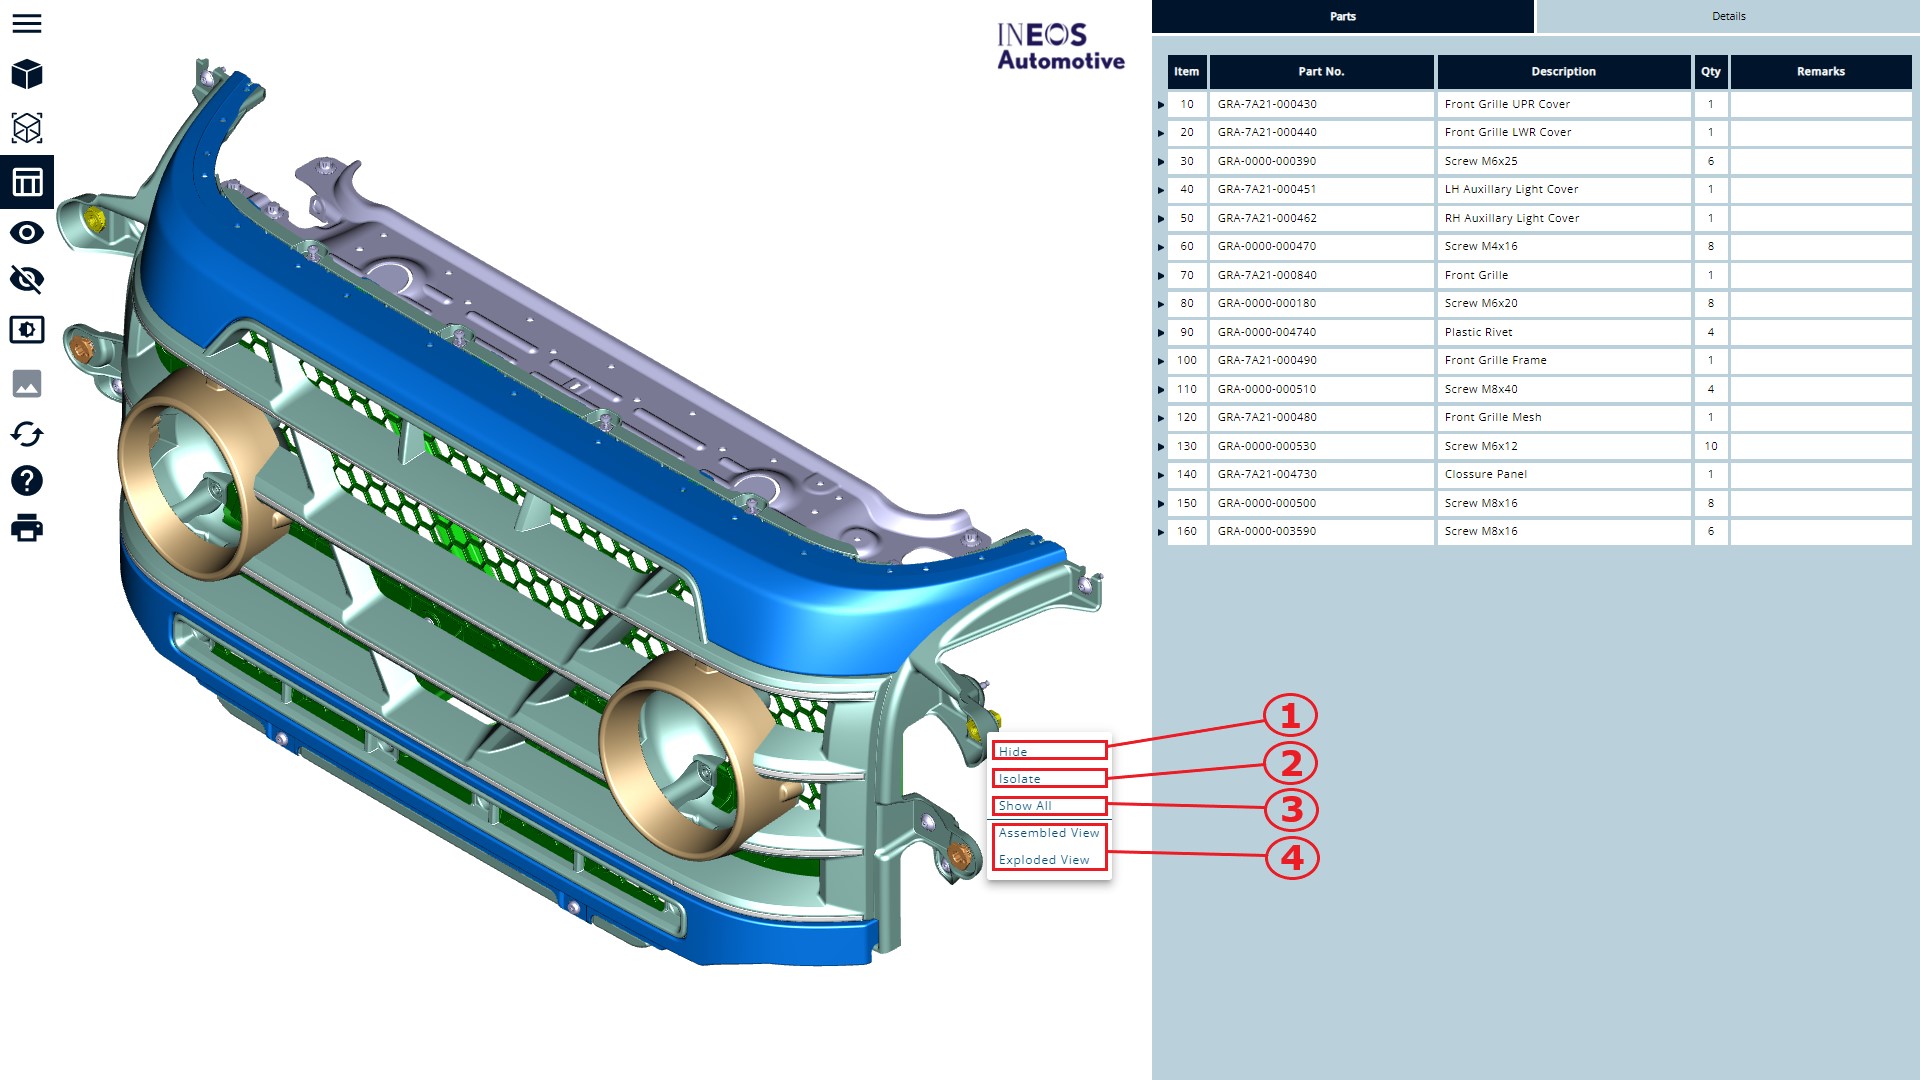 INEOS
Automotive
Parts Details
Item Part No. Description Qty Remarks
10 GRA-7A21-000430 Front Grille UPR Cover 1
20 GRA-7A21-000440 Front Grille LWR Cover 1
30 GRA-0000-000390 Screw M6x25 6
40 GRA-7A21-000451 LH Auxillary Light Cover 1
50 GRA-7A21-000462 RH Auxillary Light Cover 1
60 GRA-0000-000470 Screw M4x16 8
70 GRA-7A21-000840 Front Grille 1
80 GRA-0000-000180 Screw M6x20 8
90 GRA-0000-004740 Plastic Rivet 4
100 GRA-7A21-000490 Front Grille Frame 1
110 GRA-0000-000510 Screw M8x40 4
120 GRA-7A21-000480 Front Grille Mesh 1
130 GRA-0000-000530 Screw M6x12 10
140 GRA-7A21-004730 Clossure Panel 1
150 GRA-0000-000500 Screw M8x16 8
160 GRA-0000-003590 Screw M8x16 6
Hide 1
Isolate 2
Show All 3
Assembled View
Exploded View 4
?